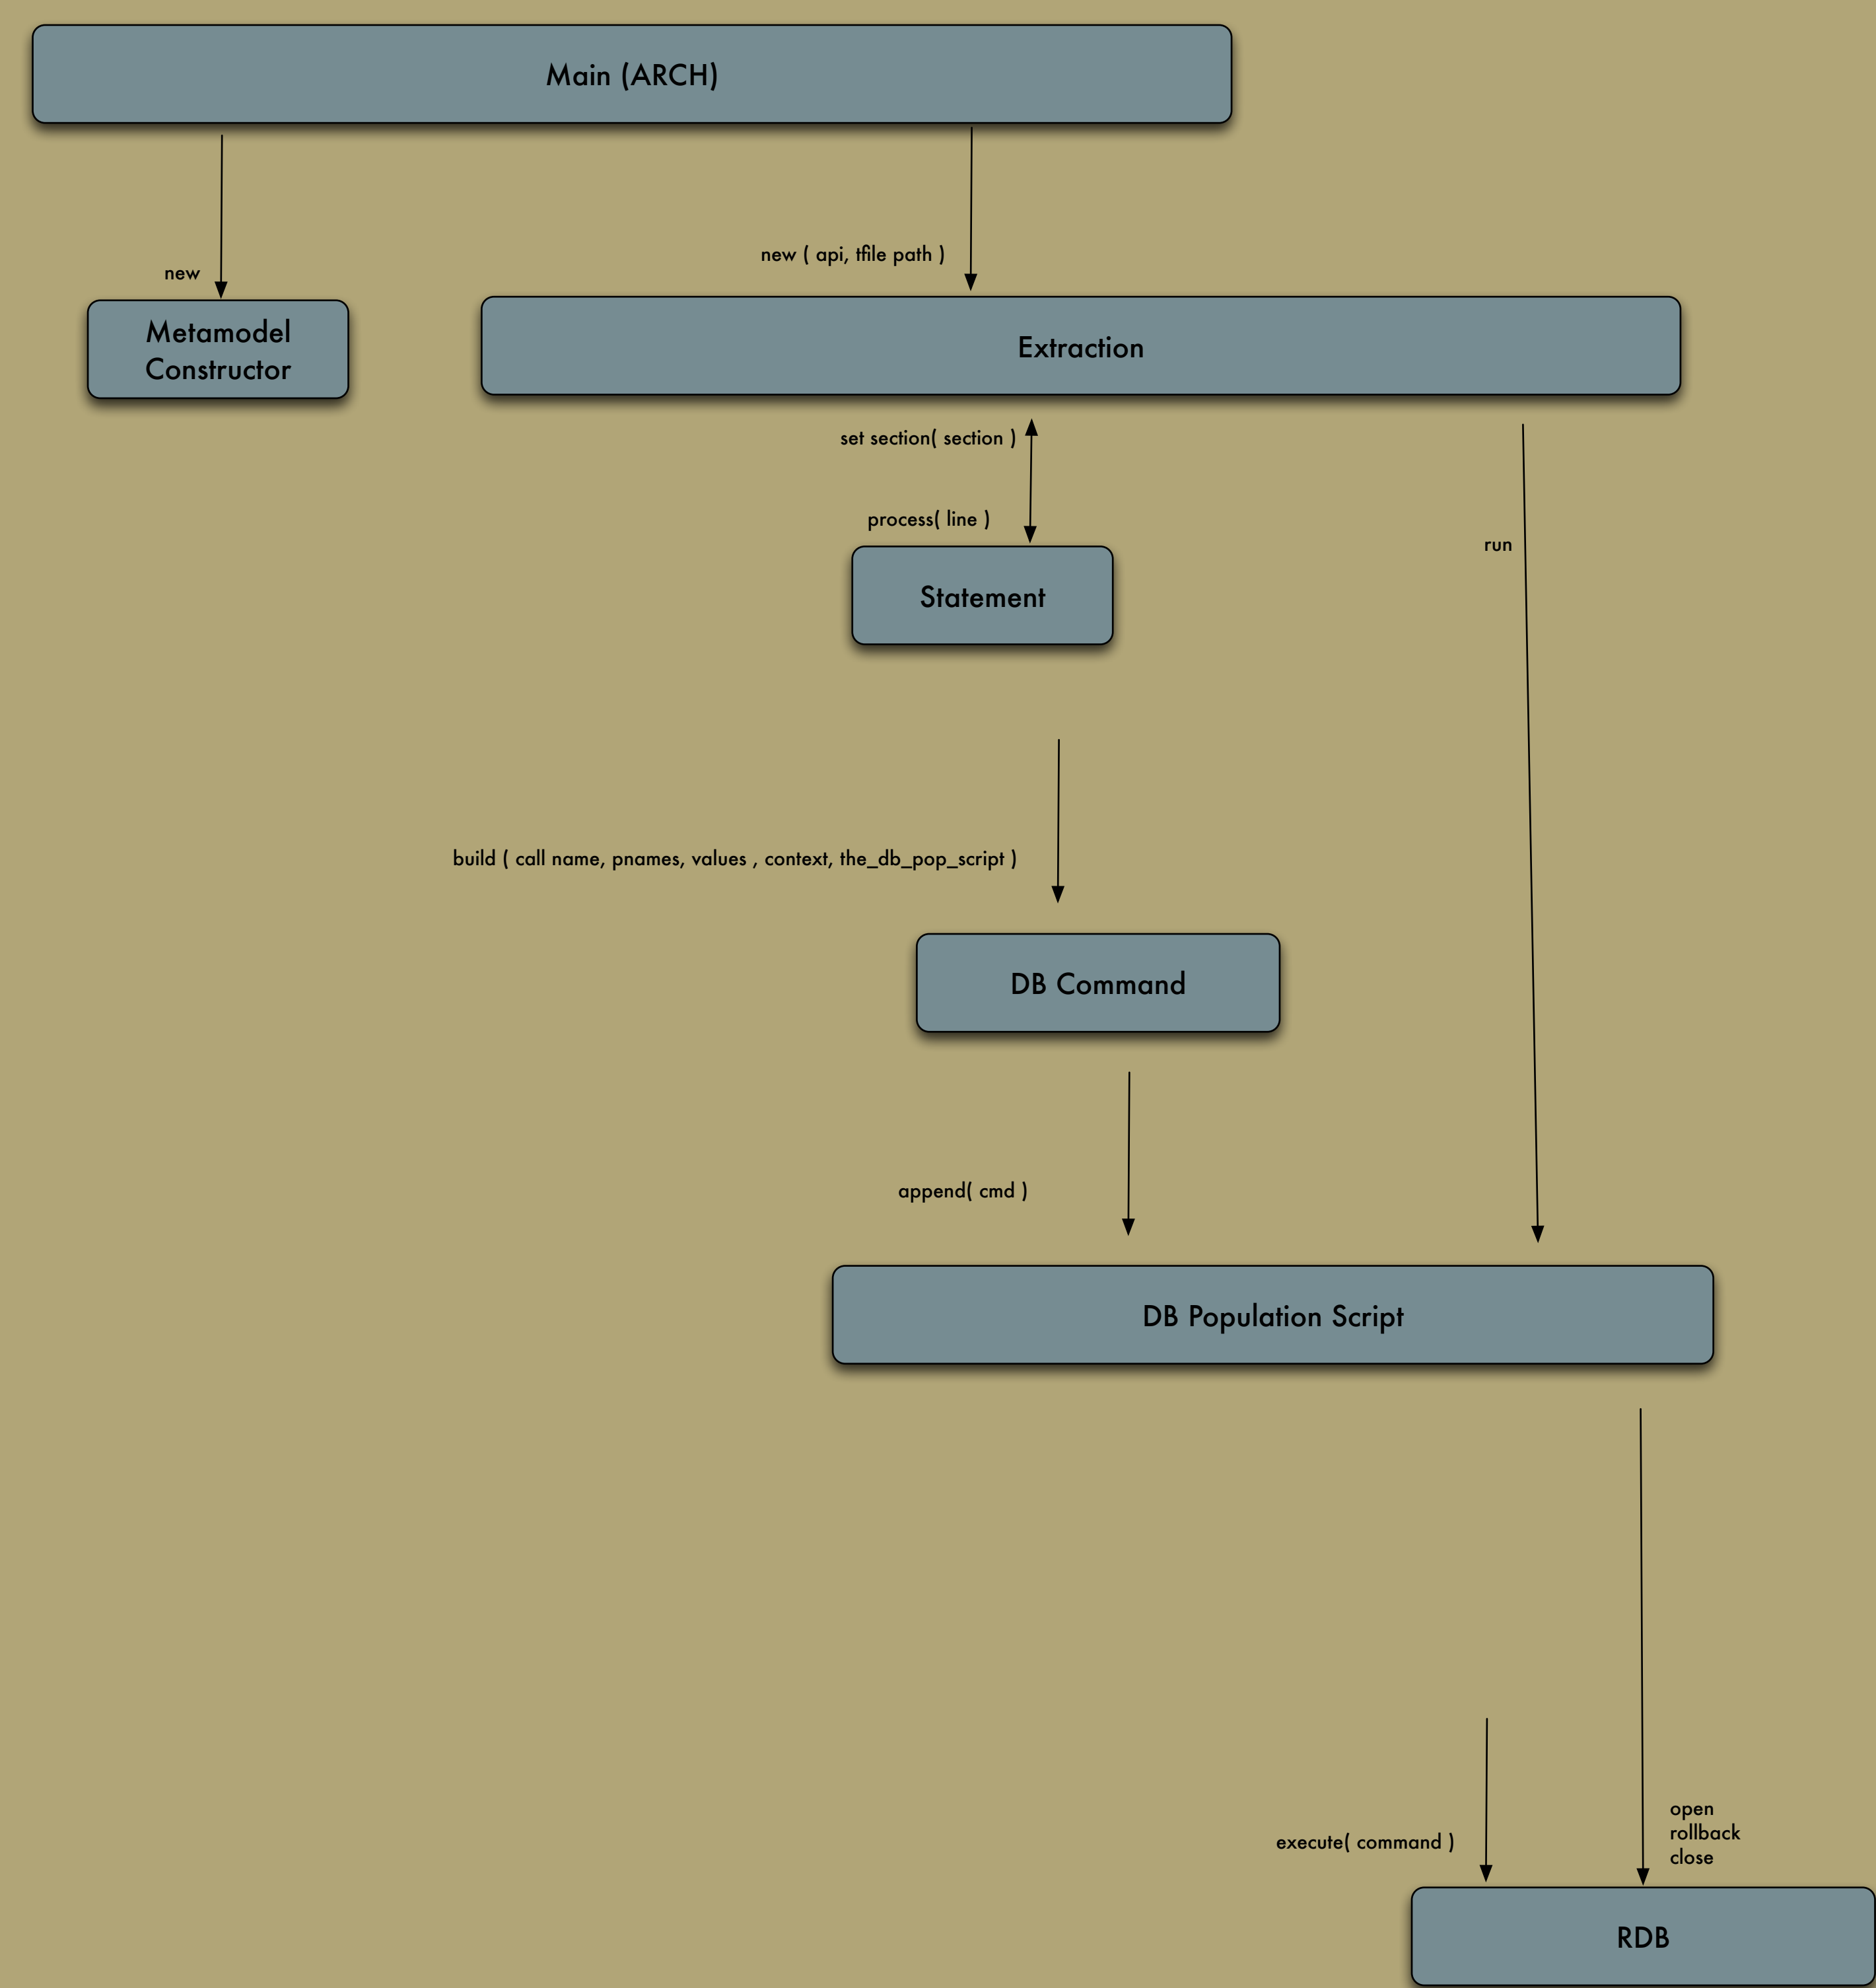 Main (ARCH)
new
new ( api, tfile path )
Metamodel
Constructor
Extraction
set section( section )
process( line )
run
Statement
build ( call name, pnames, values , context, the_db_pop_script )
DB Command
append( cmd )
DB Population Script
open
rollback
close
execute( command )
RDB